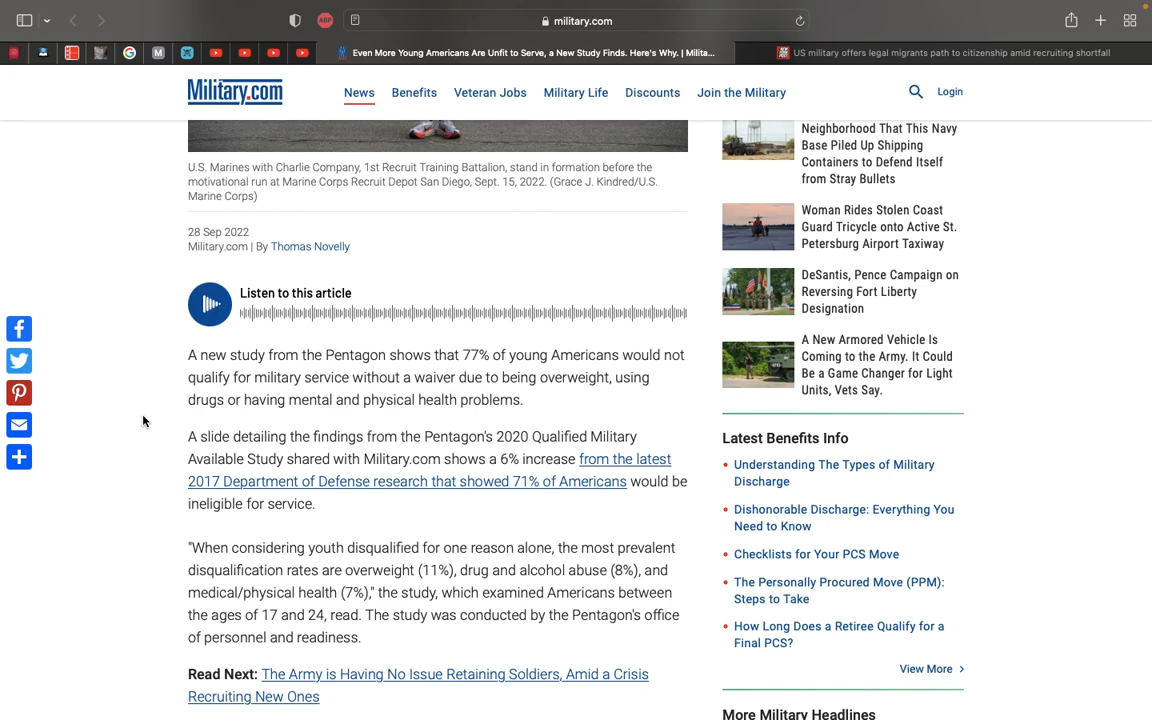 military.com
ABP
Even More Young Americans Are Unfit to Serve, a New Study Finds. Here's Why. | Milita...
US military offers legal migrants path to citizenship amid recruiting shortfall
Military.com
News
Benefits
Veteran Jobs
Military Life
Discounts
Join the Military
Login
U.S. Marines with Charlie Company, 1st Recruit Training Battalion, stand in formation before the
motivational run at Marine Corps Recruit Depot San Diego, Sept. 15, 2022. (Grace J. Kindred/U.S.
Marine Corps)
28 Sep 2022
Military.com | By Thomas Novelly
Listen to this article
A new study from the Pentagon shows that 77% of young Americans would not
qualify for military service without a waiver due to being overweight, using
drugs or having mental and physical health problems.
A slide detailing the findings from the Pentagon's 2020 Qualified Military
Available Study shared with Military.com shows a 6% increase from the latest
2017 Department of Defense research that showed 71% of Americans would be
ineligible for service.
"When considering youth disqualified for one reason alone, the most prevalent
disqualification rates are overweight (11%), drug and alcohol abuse (8%), and
medical/physical health (7%)," the study, which examined Americans between
the ages of 17 and 24, read. The study was conducted by the Pentagon's office
of personnel and readiness.
Read Next: The Army is Having No Issue Retaining Soldiers, Amid a Crisis
Recruiting New Ones
Neighborhood That This Navy
Base Piled Up Shipping
Containers to Defend Itself
from Stray Bullets
Woman Rides Stolen Coast
Guard Tricycle onto Active St.
Petersburg Airport Taxiway
DeSantis, Pence Campaign on
Reversing Fort Liberty
Designation
A New Armored Vehicle Is
Coming to the Army. It Could
Be a Game Changer for Light
Units, Vets Say.
Latest Benefits Info
Understanding The Types of Military
Discharge
Dishonorable Discharge: Everything You
Need to Know
Checklists for Your PCS Move
The Personally Procured Move (PPM):
Steps to Take
How Long Does a Retiree Qualify for a
Final PCS?
View More
More Military Headlines